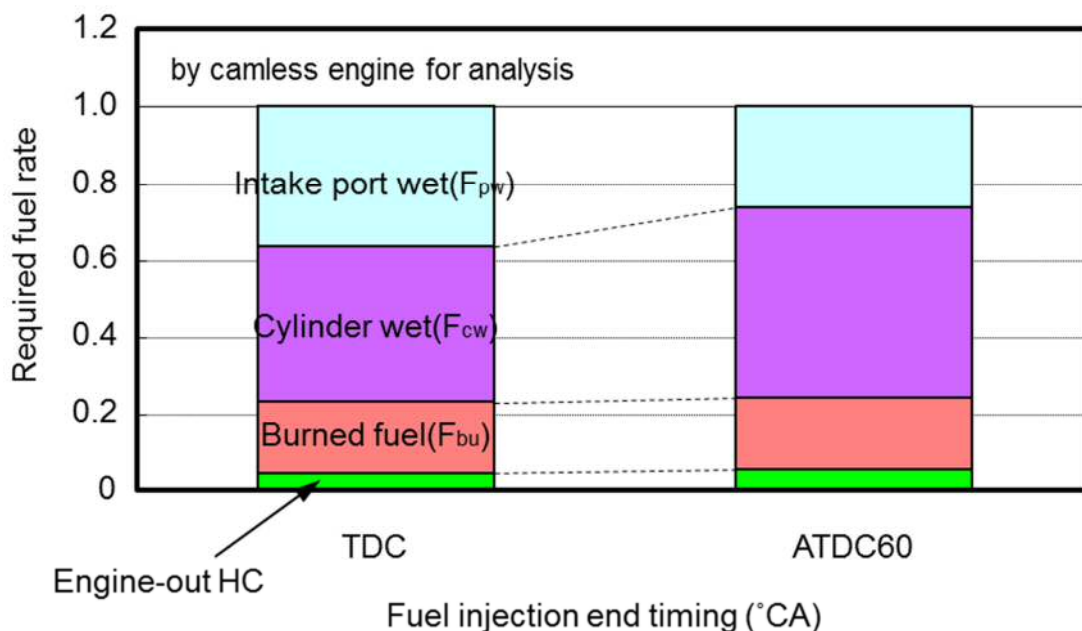 1.2
by camless engine for analysis
1.0
Intake port wet(Fpw)
0.8
0.6
Cylinder wet(Fcw)
0.4
0.2
Burned fuel(Fbu)
0
Required fuel rate
TDC
ATDC60
Engine-out HC
Fuel injection end timing (˚CA)